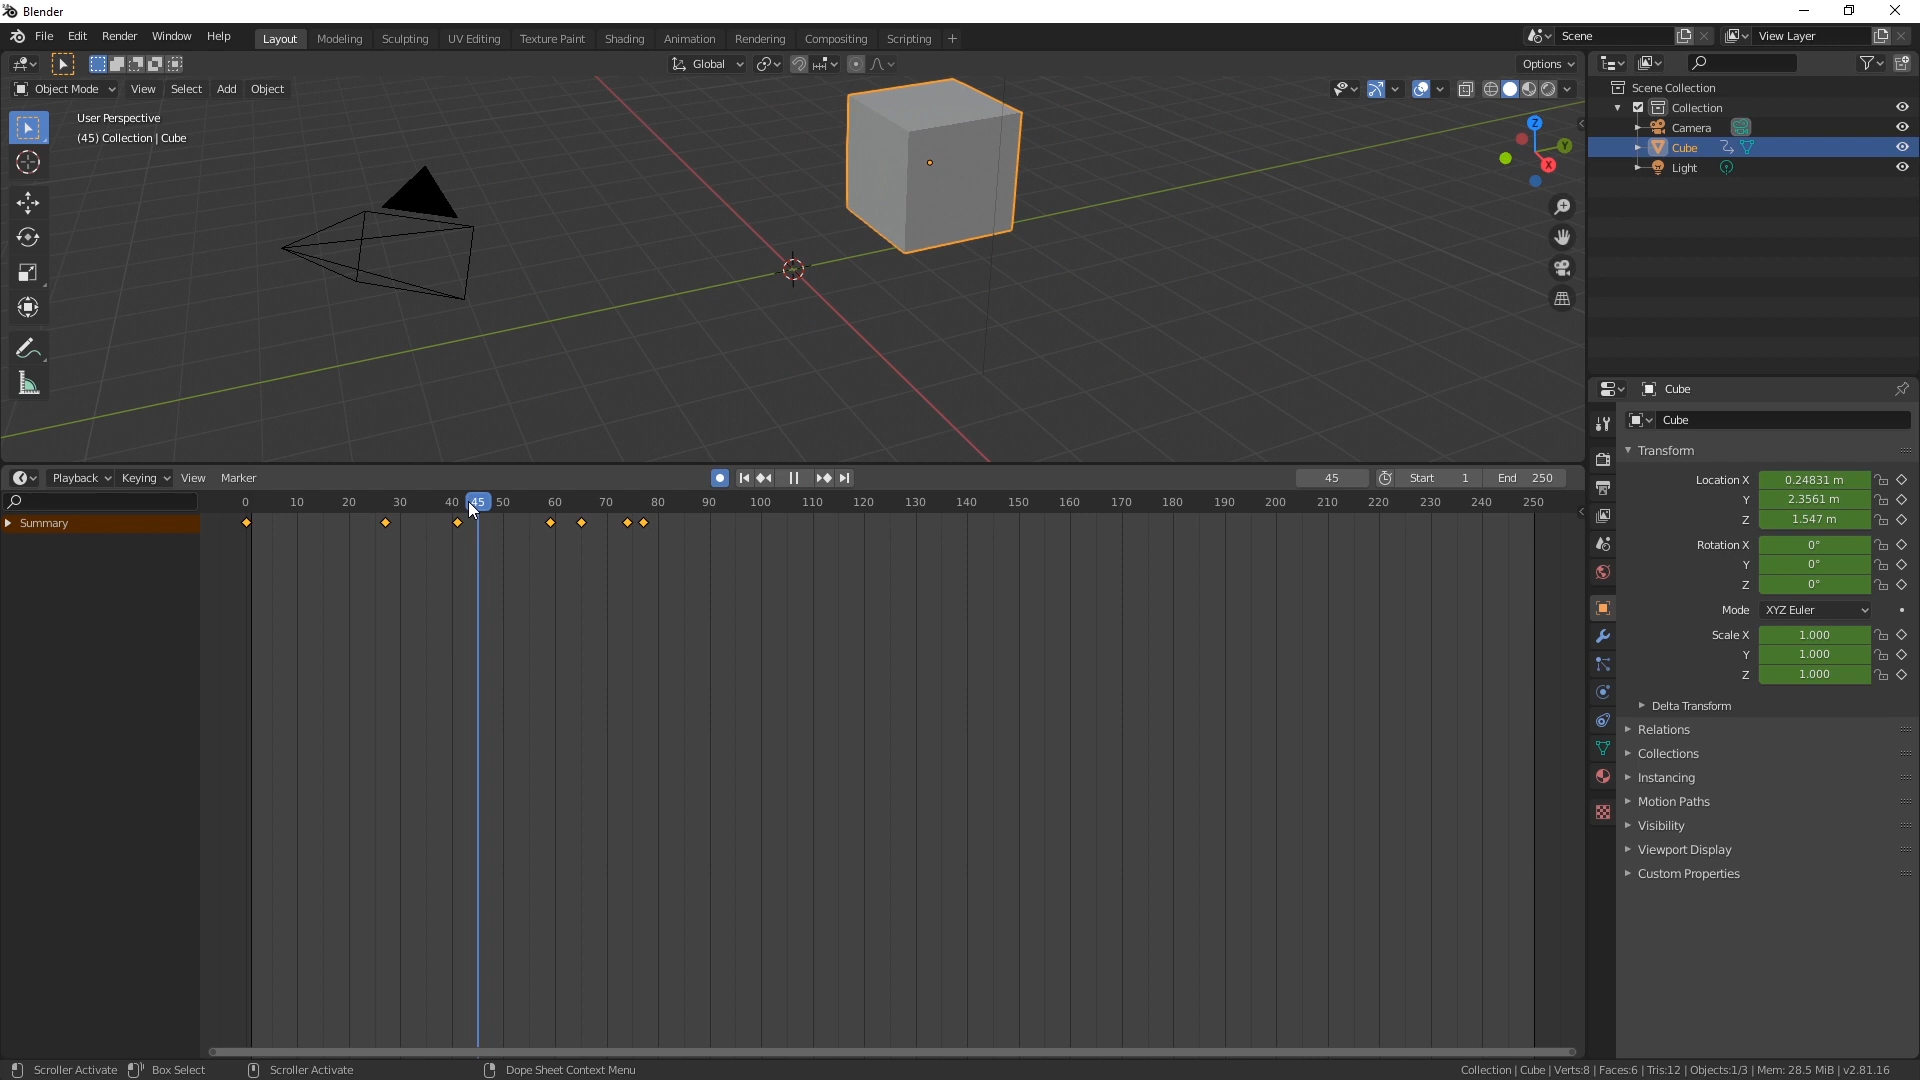 Blender
File Edit Render Window Help Layout Modeling Sculpting UV Editing Texture Paint Shading Animation Rendering Compositing Scripting + Scene View Layer
Global Options
Object Mode View Select Add Object
User Perspective
(45) Collection | Cube
Z
Y
X
Scene Collection
Collection
Camera
Cube
Light
Cube
Cube
Transform
Location X 0.24831 m
Y 2.3561 m
Z 1.547 m
Rotation X 0°
Y 0°
Z 0°
Mode XYZ Euler
Scale X 1.000
Y 1.000
Z 1.000
Delta Transform
Relations
Collections
Instancing
Motion Paths
Visibility
Viewport Display
Custom Properties
Playback Keying View Marker 45 Start 1 End 250
0 10 20 30 40 45 50 60 70 80 90 100 110 120 130 140 150 160 170 180 190 200 210 220 230 240 250
Summary
Scroller Activate Box Select Scroller Activate Dope Sheet Context Menu Collection | Cube | Verts:8 | Faces:6 | Tris:12 | Objects:1/3 | Mem: 28.5 MiB | v2.81.16